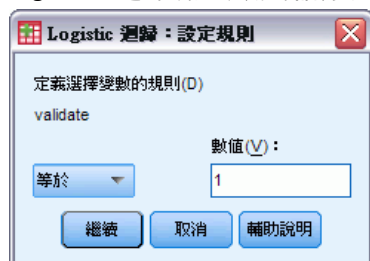 Logistic 迴歸：設定規則
定義選擇變數的規則(D)
validate
數值(V)：
等於 1
繼續 取消 輔助說明